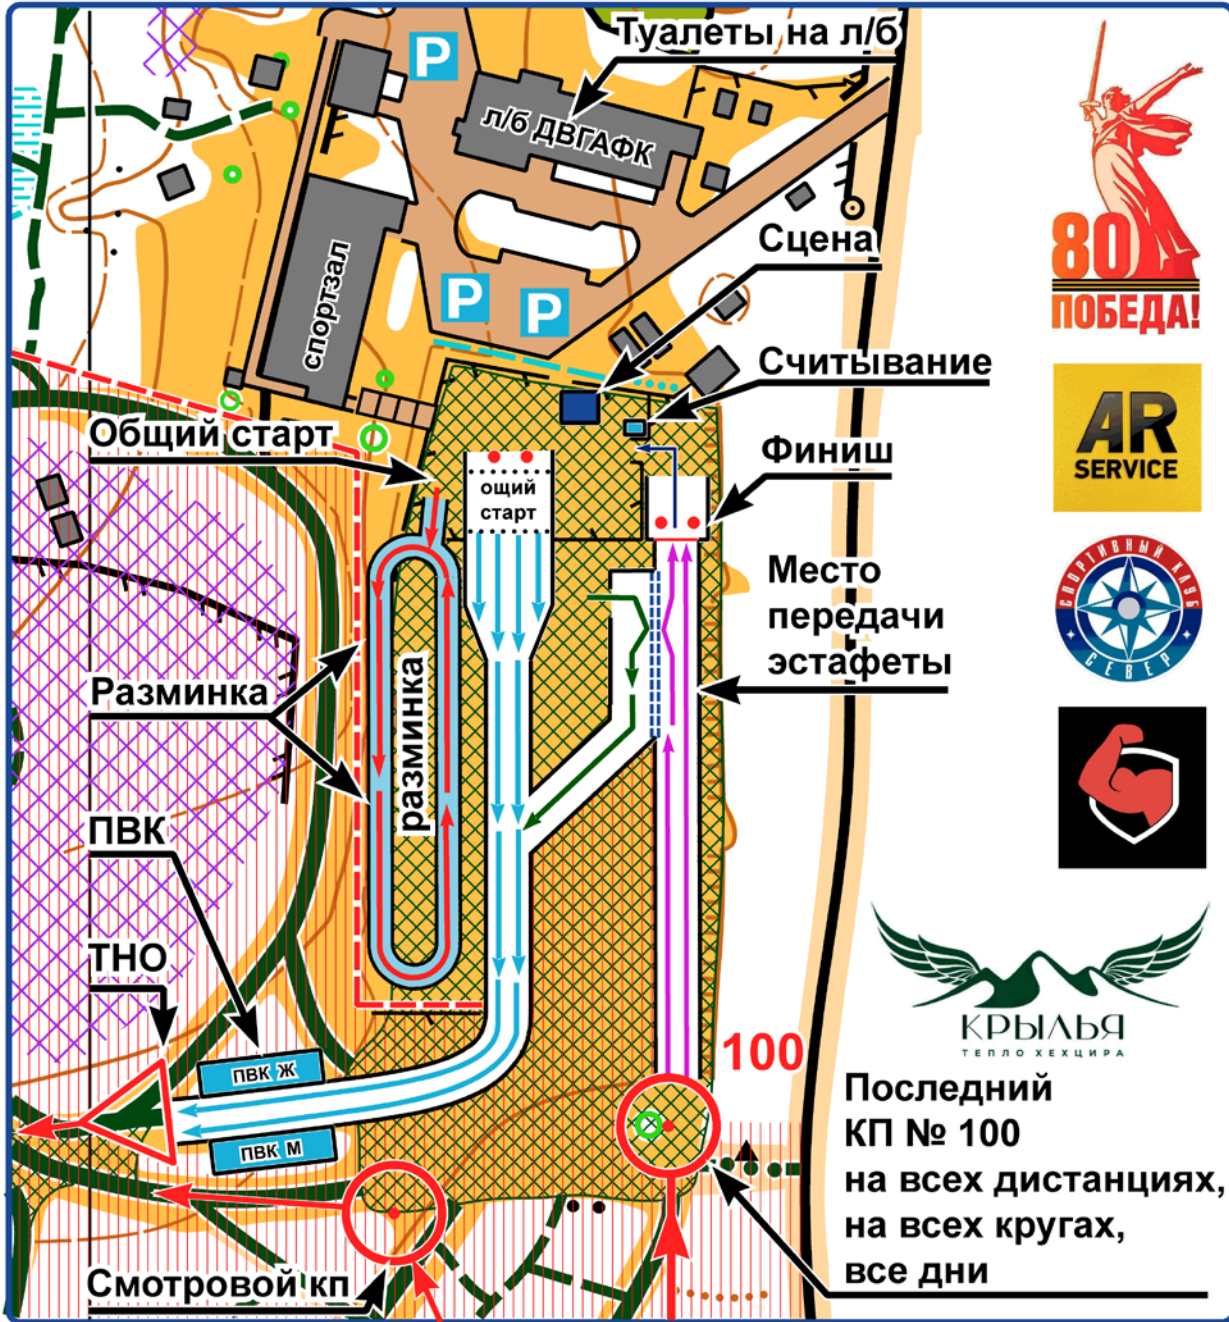 Туалеты на л/б
P
л/б ДВГАФК
Сцена
80
ПОБЕДА!
спортзал
P
P
Считывание
AR
SERVICE
Общий старт
ощий
старт
Финиш
СПОРТИВНЫЙ КЛУБ
СЕВЕР
Место
передачи
эстафеты
Разминка
разминка
ПВК
ТНО
КРЫЛЬЯ
ТЕПЛО ХЕХЦИРА
ПВК Ж
100
ПВК М
Последний
КП № 100
на всех дистанциях,
на всех кругах,
все дни
Смотровой кп